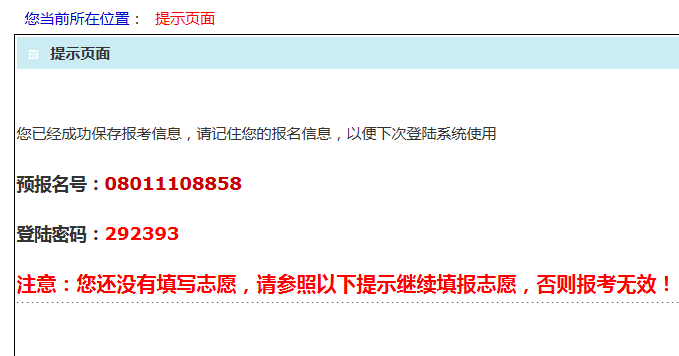 您当前所在位置： 提示页面
提示页面
您已经成功保存报考信息，请记住您的报名信息，以便下次登陆系统使用
预报名号：08011108858
登陆密码：292393
注意：您还没有填写志愿，请参照以下提示继续填报志愿，否则报考无效！